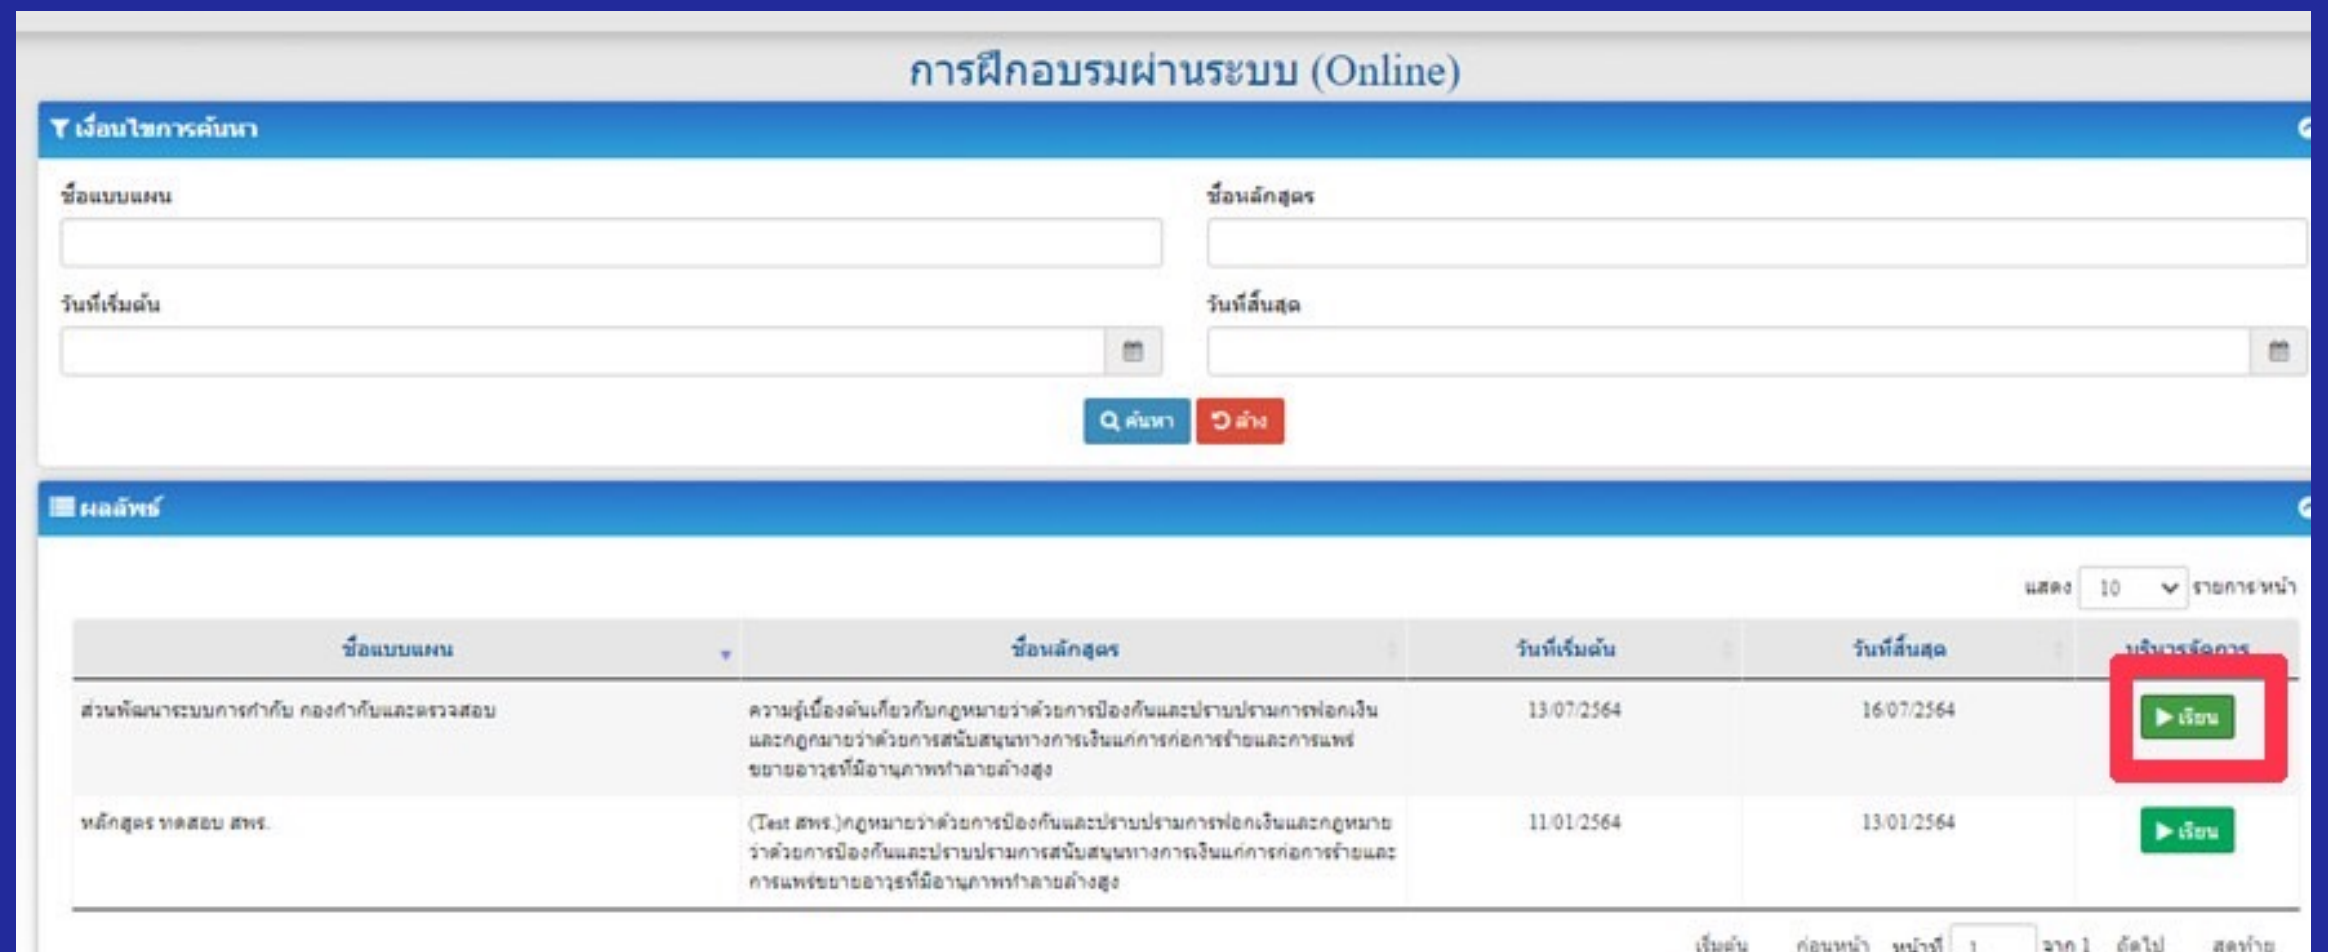 การฝึกอบรมผ่านระบบ (Online)
เงื่อนไขการค้นหา
ชื่อแบบแผน
ชื่อหลักสูตร
วันที่เริ่มต้น
วันที่สิ้นสุด
ค้นหา ล้าง
ผลลัพธ์
แสดง 10 รายการ/หน้า
ชื่อแบบแผน ชื่อหลักสูตร วันที่เริ่มต้น วันที่สิ้นสุด บริหารจัดการ
ส่วนพัฒนาระบบการกำกับ กองกำกับและตรวจสอบ ความรู้เบื้องต้นเกี่ยวกับกฎหมายว่าด้วยการป้องกันและปราบปรามการฟอกเงิน 13/07/2564 16/07/2564 เรียน
และกฎหมายว่าด้วยการสนับสนุนทางการเงินแก่การก่อการร้ายและการแพร่
ขยายอาวุธที่มีอานุภาพทำลายล้างสูง
หลักสูตร ทดสอบ สพร. (Test สพร.)กฎหมายว่าด้วยการป้องกันและปราบปรามการฟอกเงินและกฎหมาย 11/01/2564 13/01/2564 เรียน
ว่าด้วยการป้องกันและปราบปรามการสนับสนุนทางการเงินแก่การก่อการร้ายและ
การแพร่ขยายอาวุธที่มีอานุภาพทำลายล้างสูง
เริ่มต้น ก่อนหน้า หน้าที่ 1 จาก 1 ถัดไป สุดท้าย